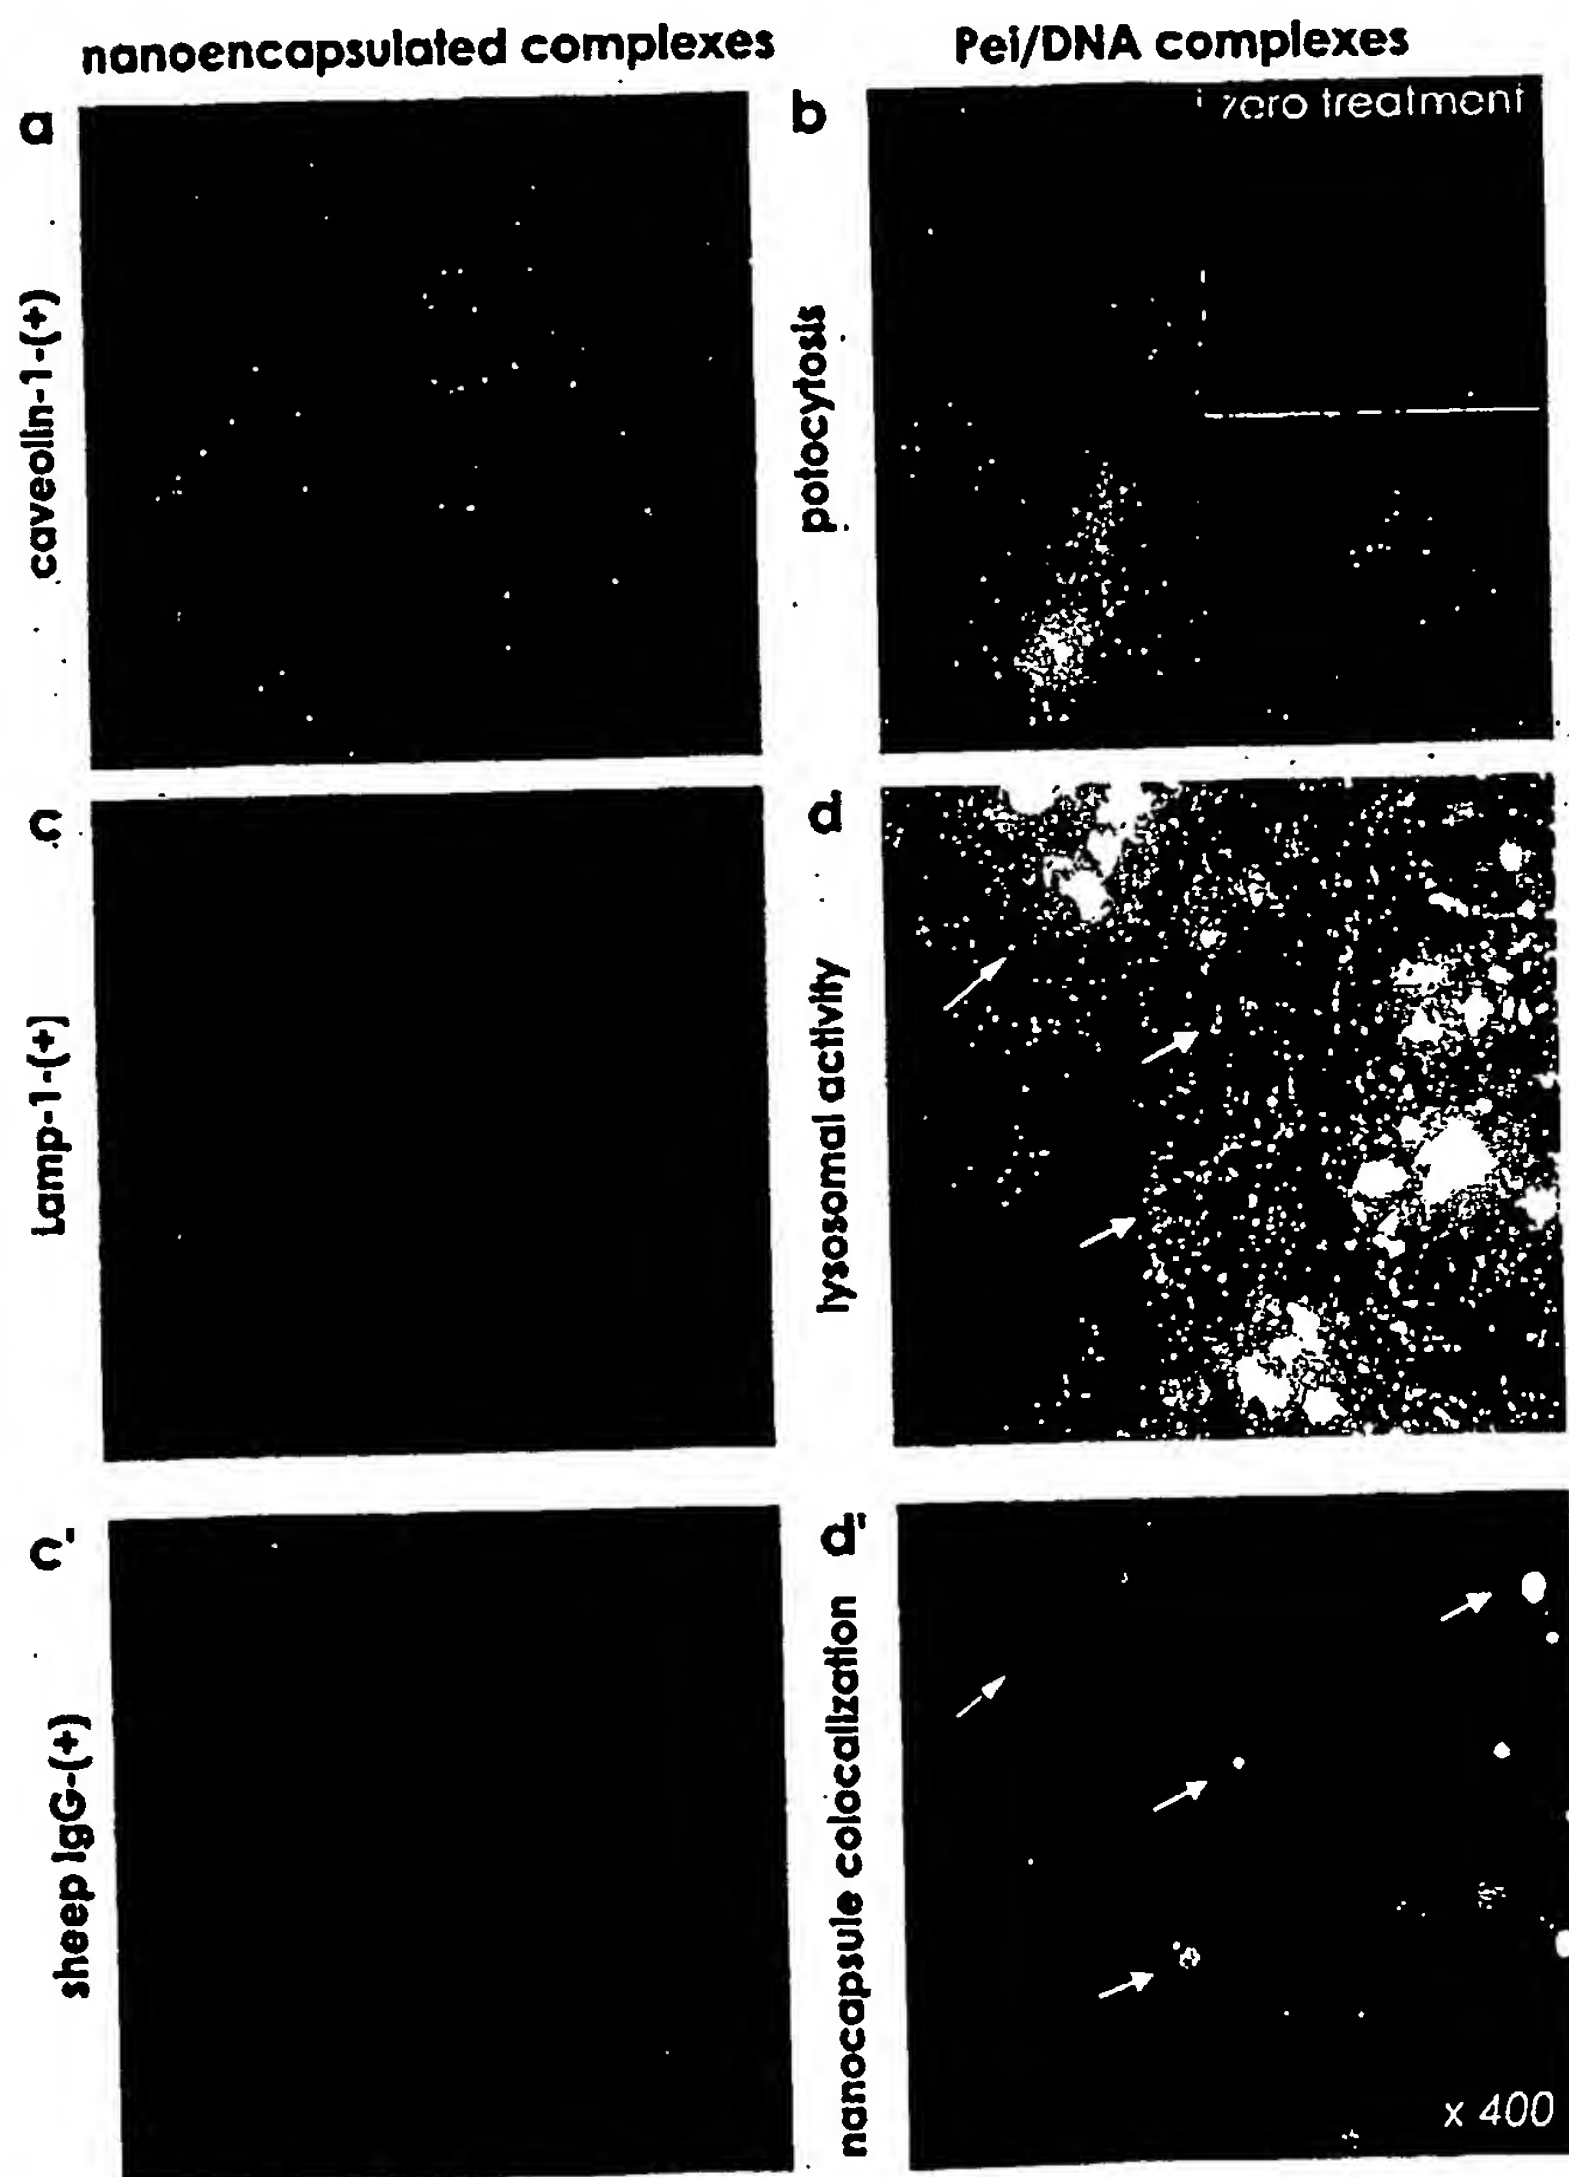 nanoencapsulated complexes
Pei/DNA complexes
a
b
zero treatment
caveolin-1-(+)
potocytosis
c
d
Lamp-1-(+)
lysosomal activity
c'
d'
sheep IgG-(+)
nanocapsule colocalization
x 400